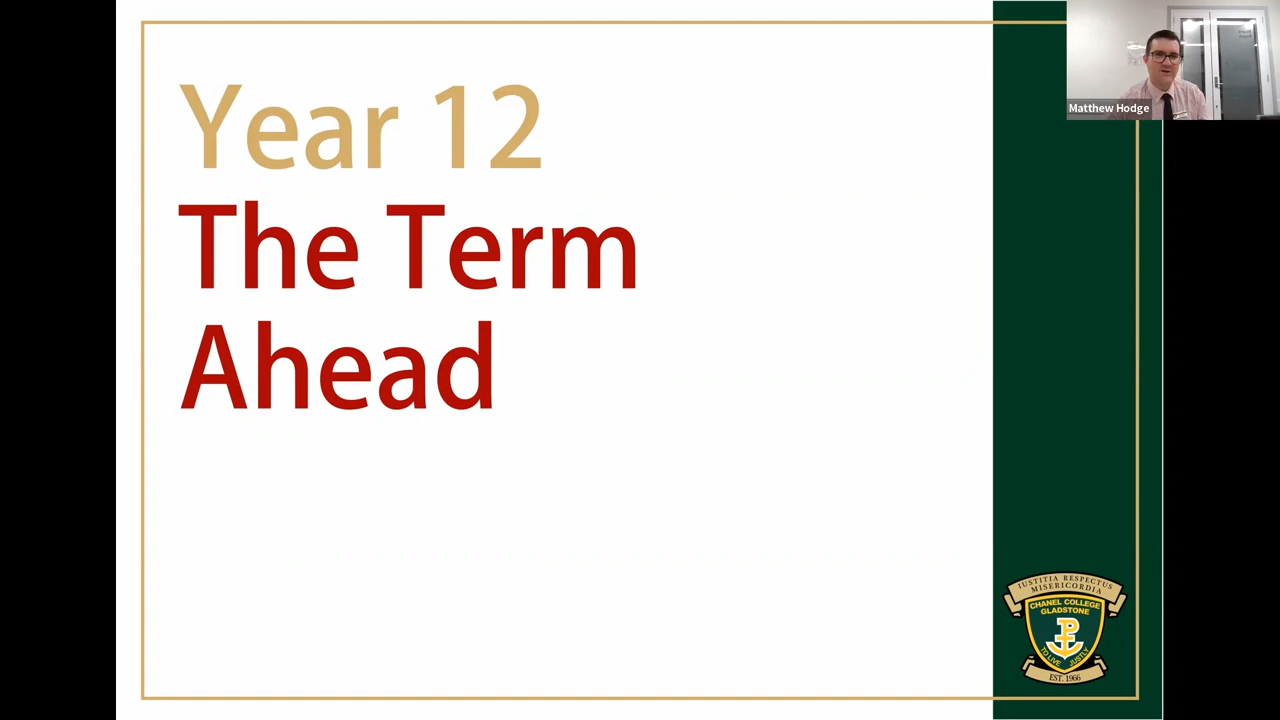 Year 12
The Term
Ahead
Matthew Hodge
IUSTITIA RESPECTUS
MISERICORDIA
CHANEL COLLEGE
GLADSTONE
TO LIVE JUSTLY
EST. 1966